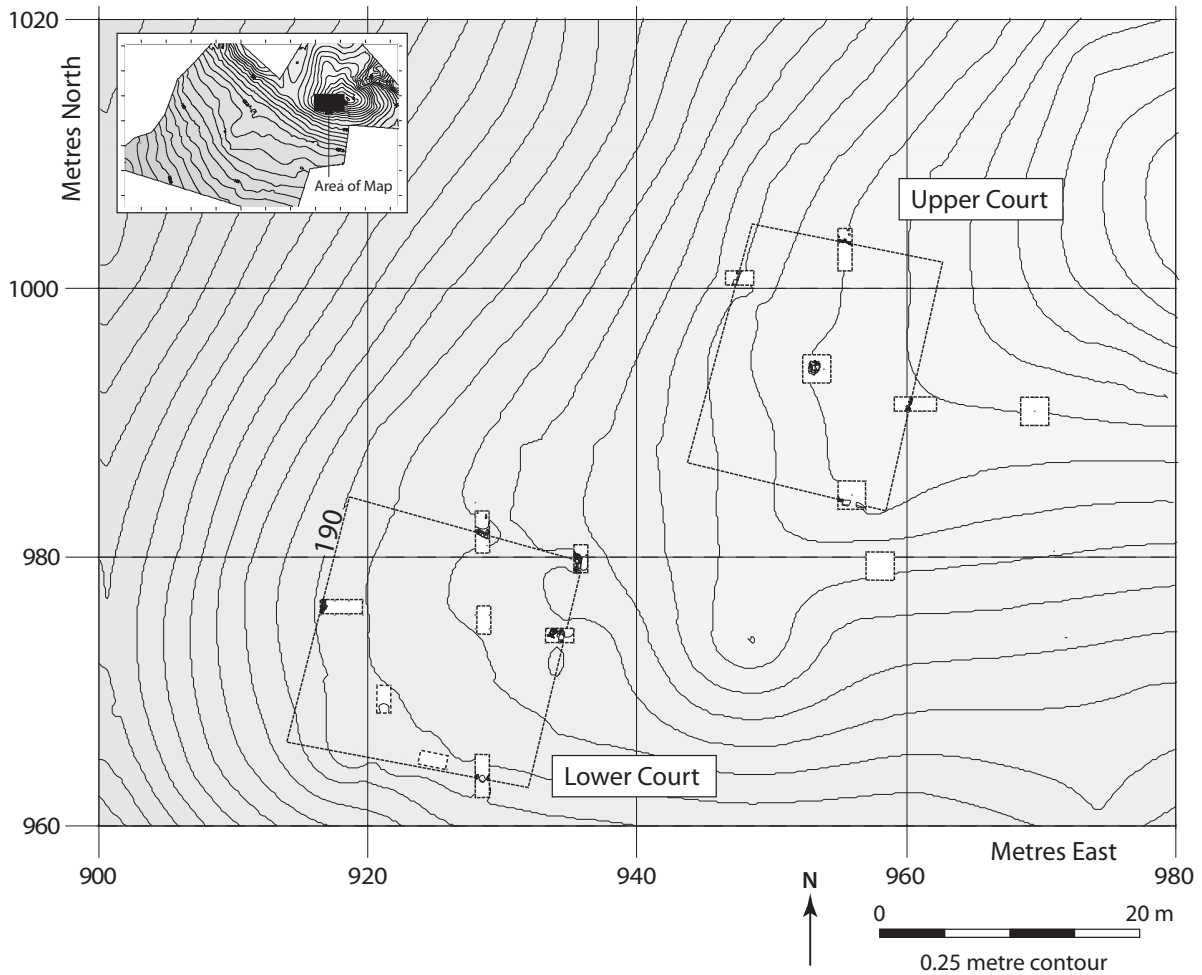 1020
Metres North
Area of Map
Upper Court
1000
190
980
Lower Court
960
Metres East
900
920
940
960
980
N
0
20 m
0.25 metre contour